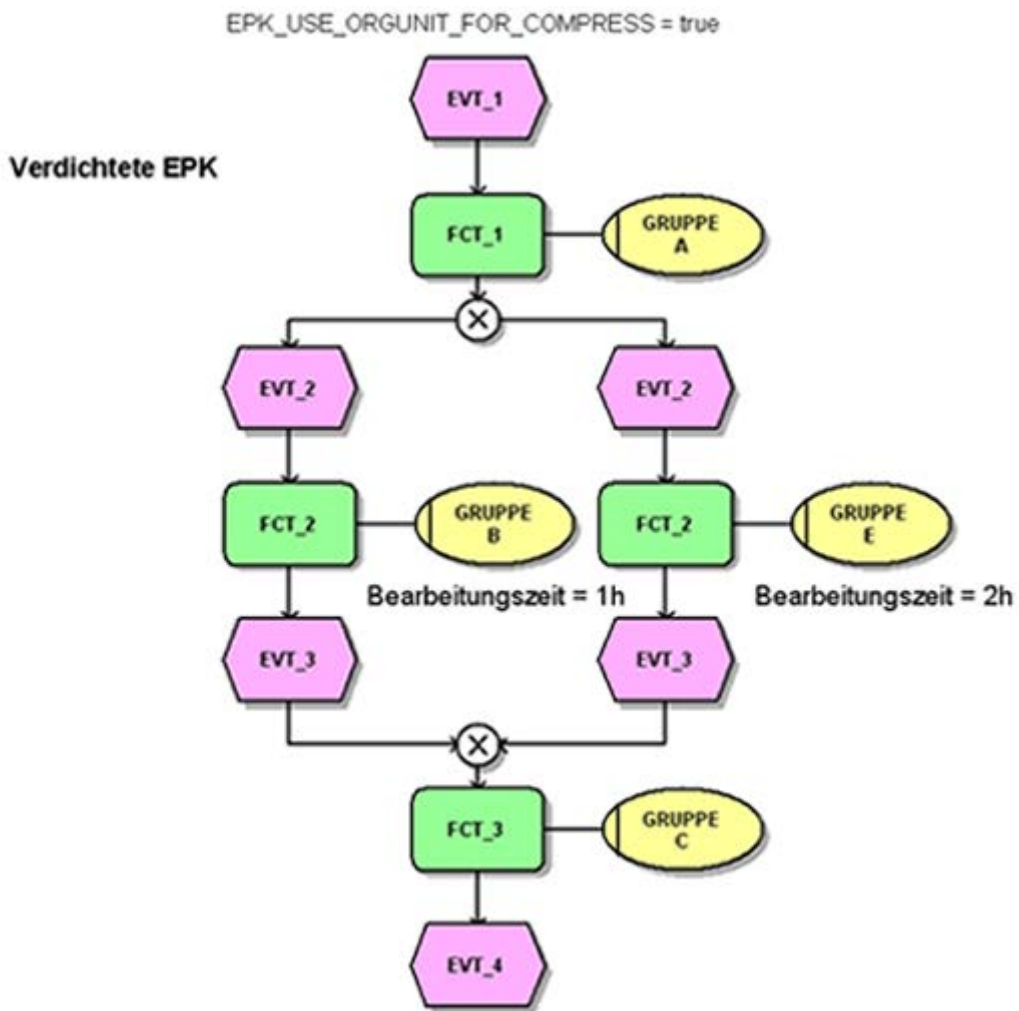 EPK_USE_ORGUNIT_FOR_COMPRESS = true
EVT_1
Verdichtete EPK
FCT_1
GRUPPE
A
EVT_2
EVT_2
FCT_2
GRUPPE
B
FCT_2
GRUPPE
E
Bearbeitungszeit = 1h
Bearbeitungszeit = 2h
EVT_3
EVT_3
FCT_3
GRUPPE
C
EVT_4